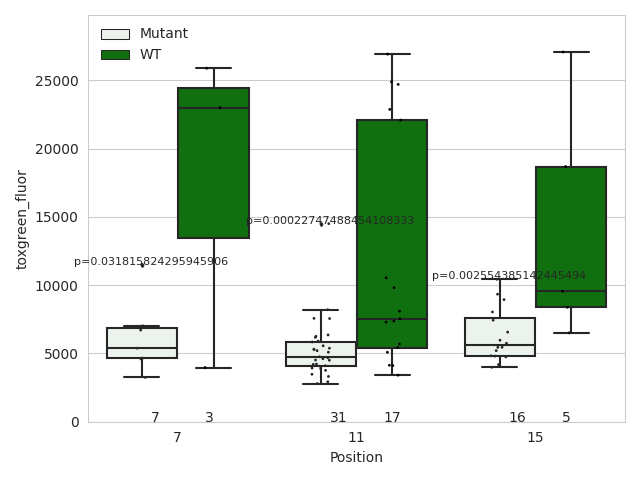 Mutant
WT
25000
20000
15000
10000
5000
0
toxgreen_fluor
p=0.031815824295945906
p=0.00022747488454108333
p=0.002554385142445494
7 3 31 17 16 5
7 11 15
Position